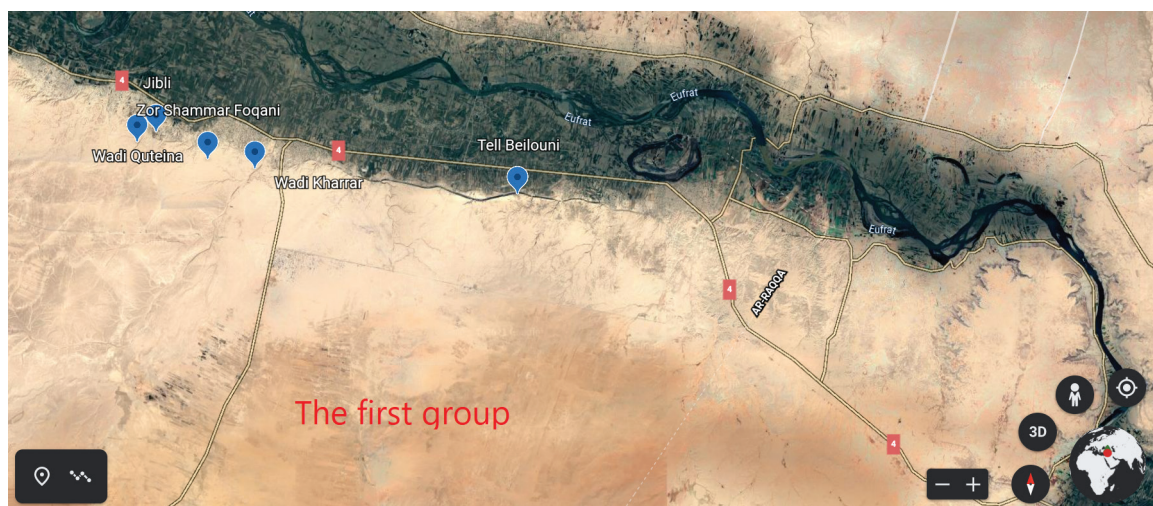 4
Jibli
Zor Shammar Foqani
Wadi Quteina
4
Wadi Kharrar
Tell Beilouni
Eufrat
Eufrat
Eufrat
4
AR-RAQQA
The first group
4
3D